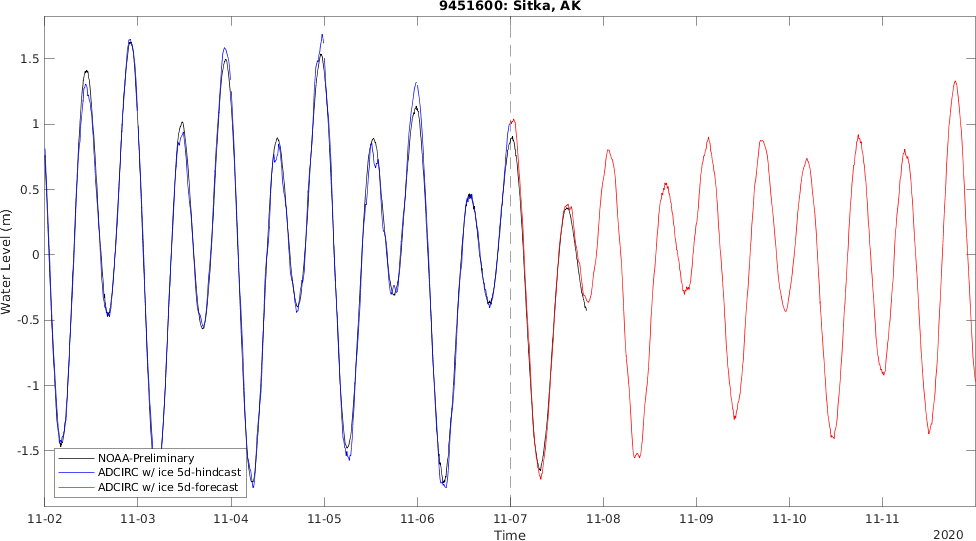 9451600: Sitka, AK
Water Level (m)
1.5
1
0.5
0
-0.5
-1
-1.5
NOAA-Preliminary
ADCIRC w/ ice 5d-hindcast
ADCIRC w/ ice 5d-forecast
11-02 11-03 11-04 11-05 11-06 11-07 11-08 11-09 11-10 11-11
Time
2020